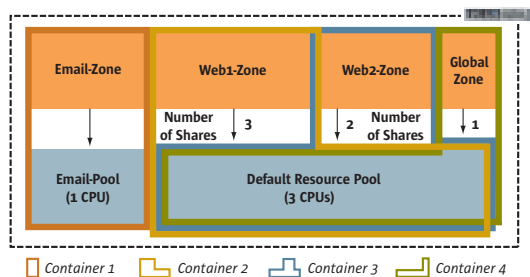 Email-Zone
Web1-Zone
Web2-Zone
Global
Zone
Number
of Shares
3
2
Number
of Shares
1
Email-Pool
(1 CPU)
Default Resource Pool
(3 CPUs)
Container 1
Container 2
Container 3
Container 4